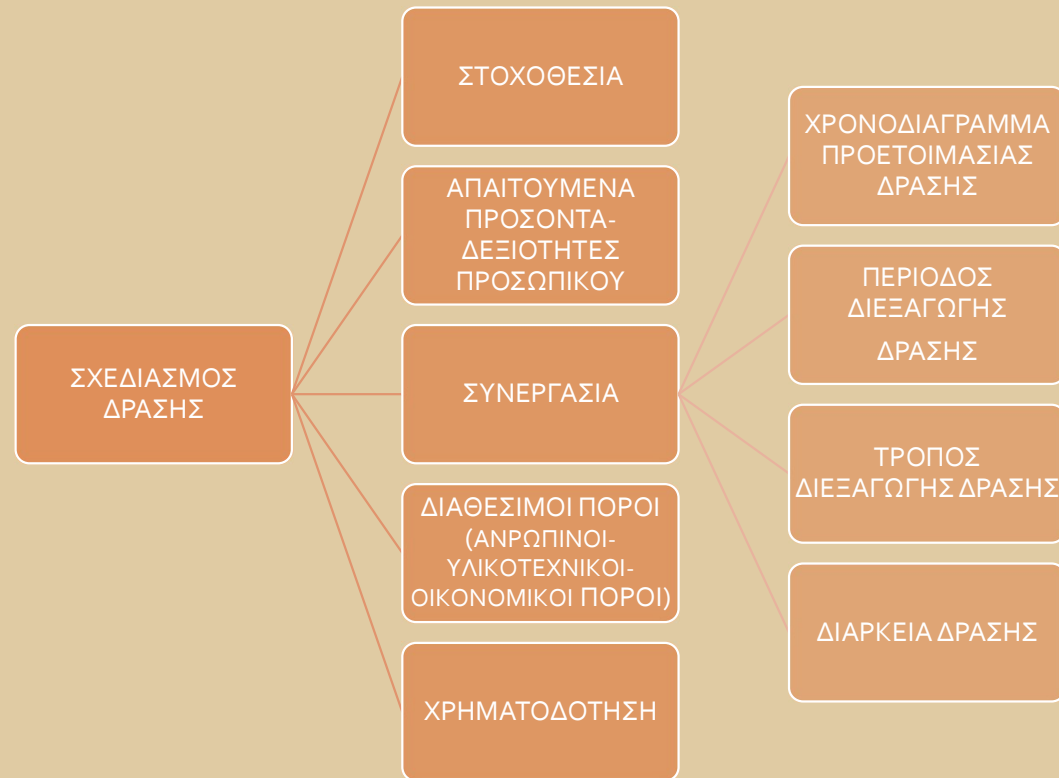 ΣΧΕΔΙΑΣΜΟΣ
ΔΡΑΣΗΣ
ΣΤΟΧΟΘΕΣΙΑ
ΑΠΑΙΤΟΥΜΕΝΑ
ΠΡΟΣΟΝΤΑ-
ΔΕΞΙΟΤΗΤΕΣ
ΠΡΟΣΩΠΙΚΟΥ
ΣΥΝΕΡΓΑΣΙΑ
ΔΙΑΘΕΣΙΜΟΙ ΠΟΡΟΙ
(ΑΝΡΩΠΙΝΟΙ-
ΥΛΙΚΟΤΕΧΝΙΚΟΙ-
ΟΙΚΟΝΟΜΙΚΟΙ ΠΟΡΟΙ)
ΧΡΗΜΑΤΟΔΟΤΗΣΗ
ΧΡΟΝΟΔΙΑΓΡΑΜΜΑ
ΠΡΟΕΤΟΙΜΑΣΙΑΣ
ΔΡΑΣΗΣ
ΠΕΡΙΟΔΟΣ
ΔΙΕΞΑΓΩΓΗΣ
ΔΡΑΣΗΣ
ΤΡΟΠΟΣ
ΔΙΕΞΑΓΩΓΗΣ ΔΡΑΣΗΣ
ΔΙΑΡΚΕΙΑ ΔΡΑΣΗΣ